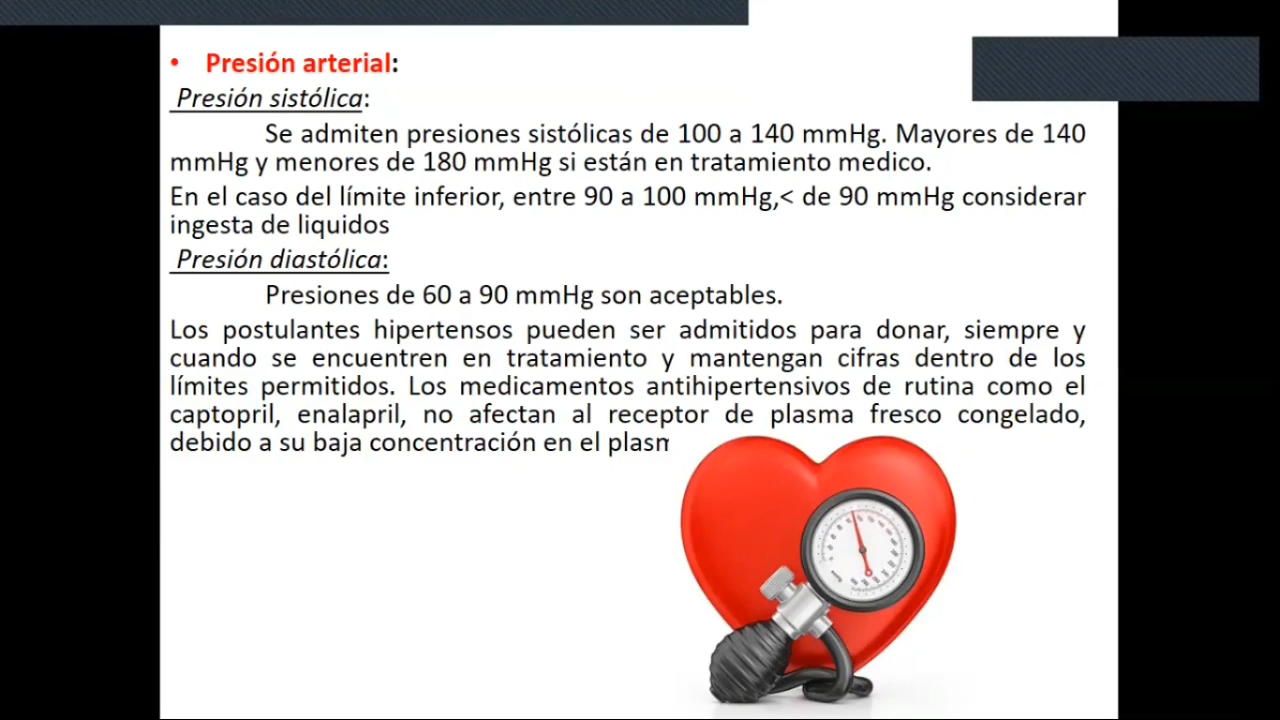 • Presión arterial:
Presión sistólica:
Se admiten presiones sistólicas de 100 a 140 mmHg. Mayores de 140
mmHg y menores de 180 mmHg si están en tratamiento medico.
En el caso del límite inferior, entre 90 a 100 mmHg,< de 90 mmHg considerar
ingesta de liquidos
Presión diastólica:
Presiones de 60 a 90 mmHg son aceptables.
Los postulantes hipertensos pueden ser admitidos para donar, siempre y
cuando se encuentren en tratamiento y mantengan cifras dentro de los
límites permitidos. Los medicamentos antihipertensivos de rutina como el
captopril, enalapril, no afectan al receptor de plasma fresco congelado,
debido a su baja concentración en el plasm